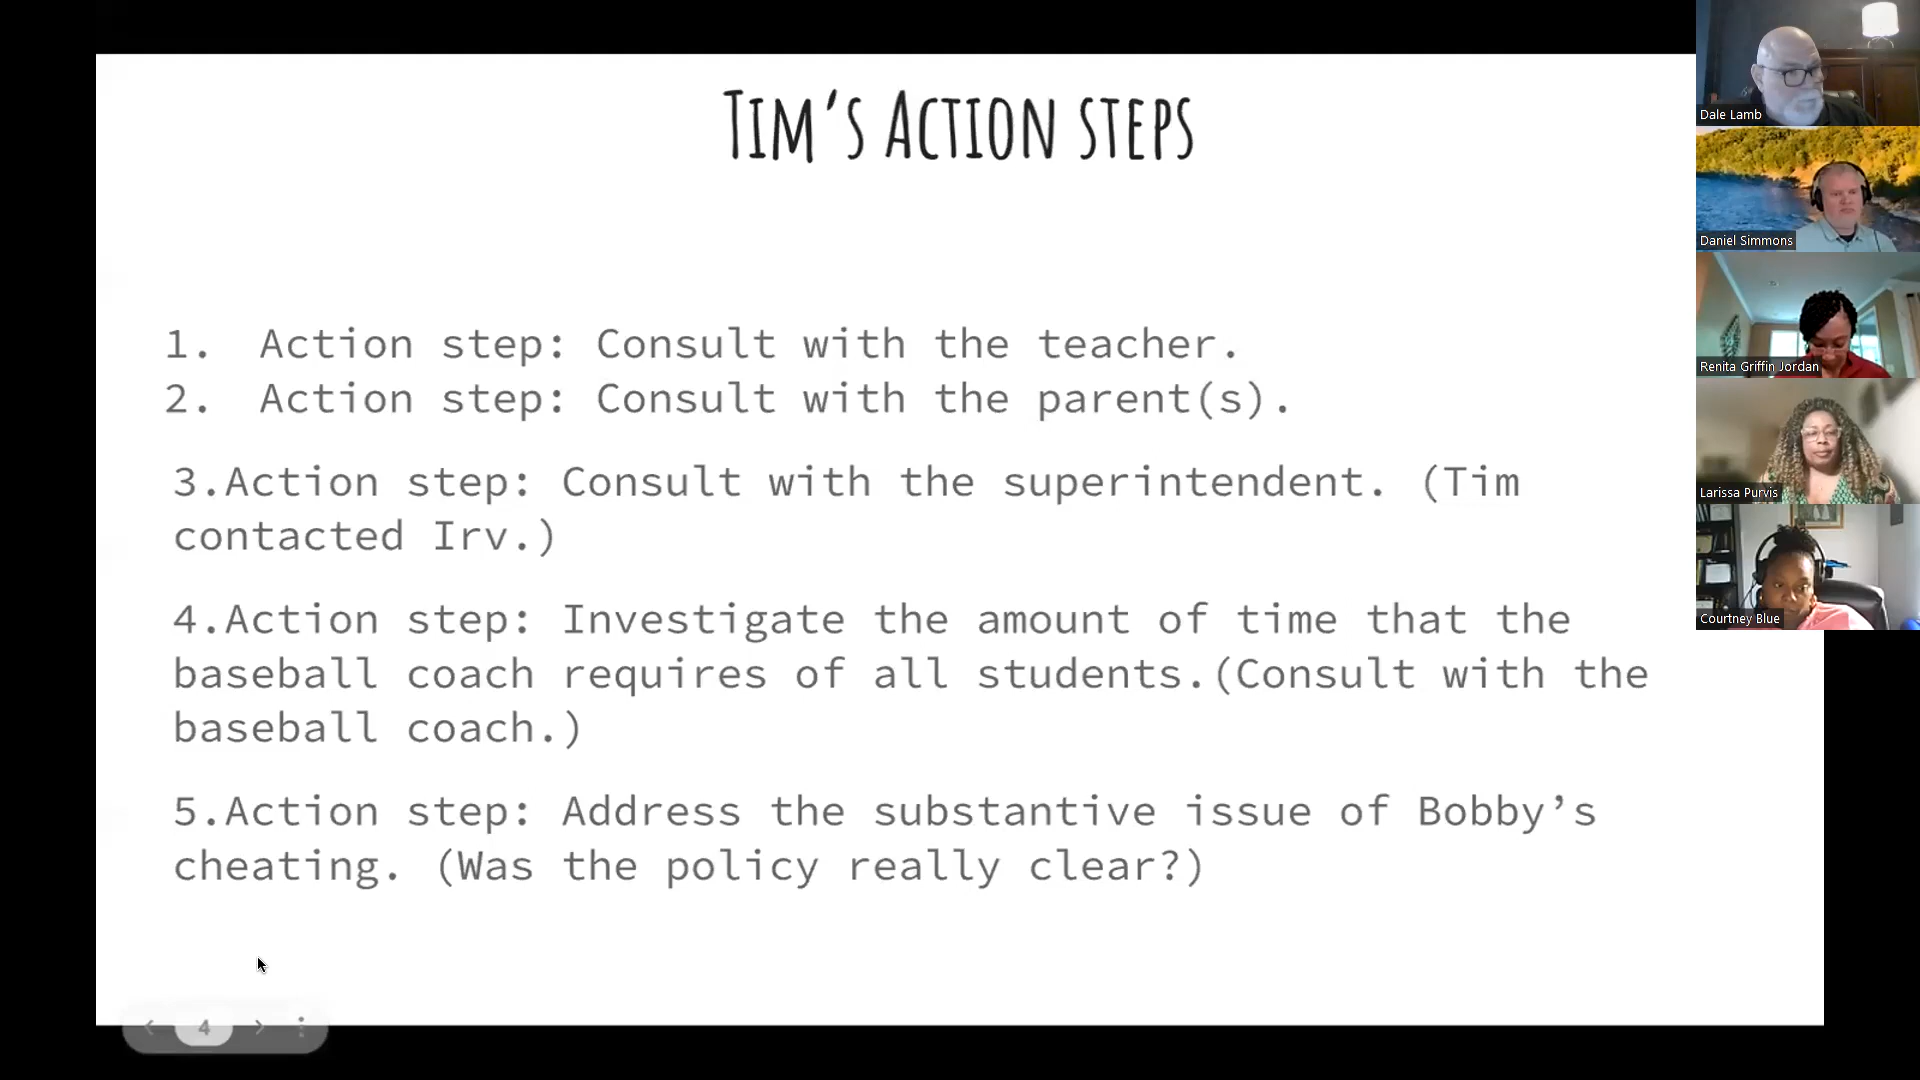 TIM'S ACTION STEPS
1. Action step: Consult with the teacher.
2. Action step: Consult with the parent(s).
3.Action step: Consult with the superintendent. (Tim
contacted Irv.)
4.Action step: Investigate the amount of time that the
baseball coach requires of all students.(Consult with the
baseball coach.)
5.Action step: Address the substantive issue of Bobby’s
cheating. (Was the policy really clear?)
4
Dale Lamb
Daniel Simmons
Renita Griffin Jordan
Larissa Purvis
Courtney Blue